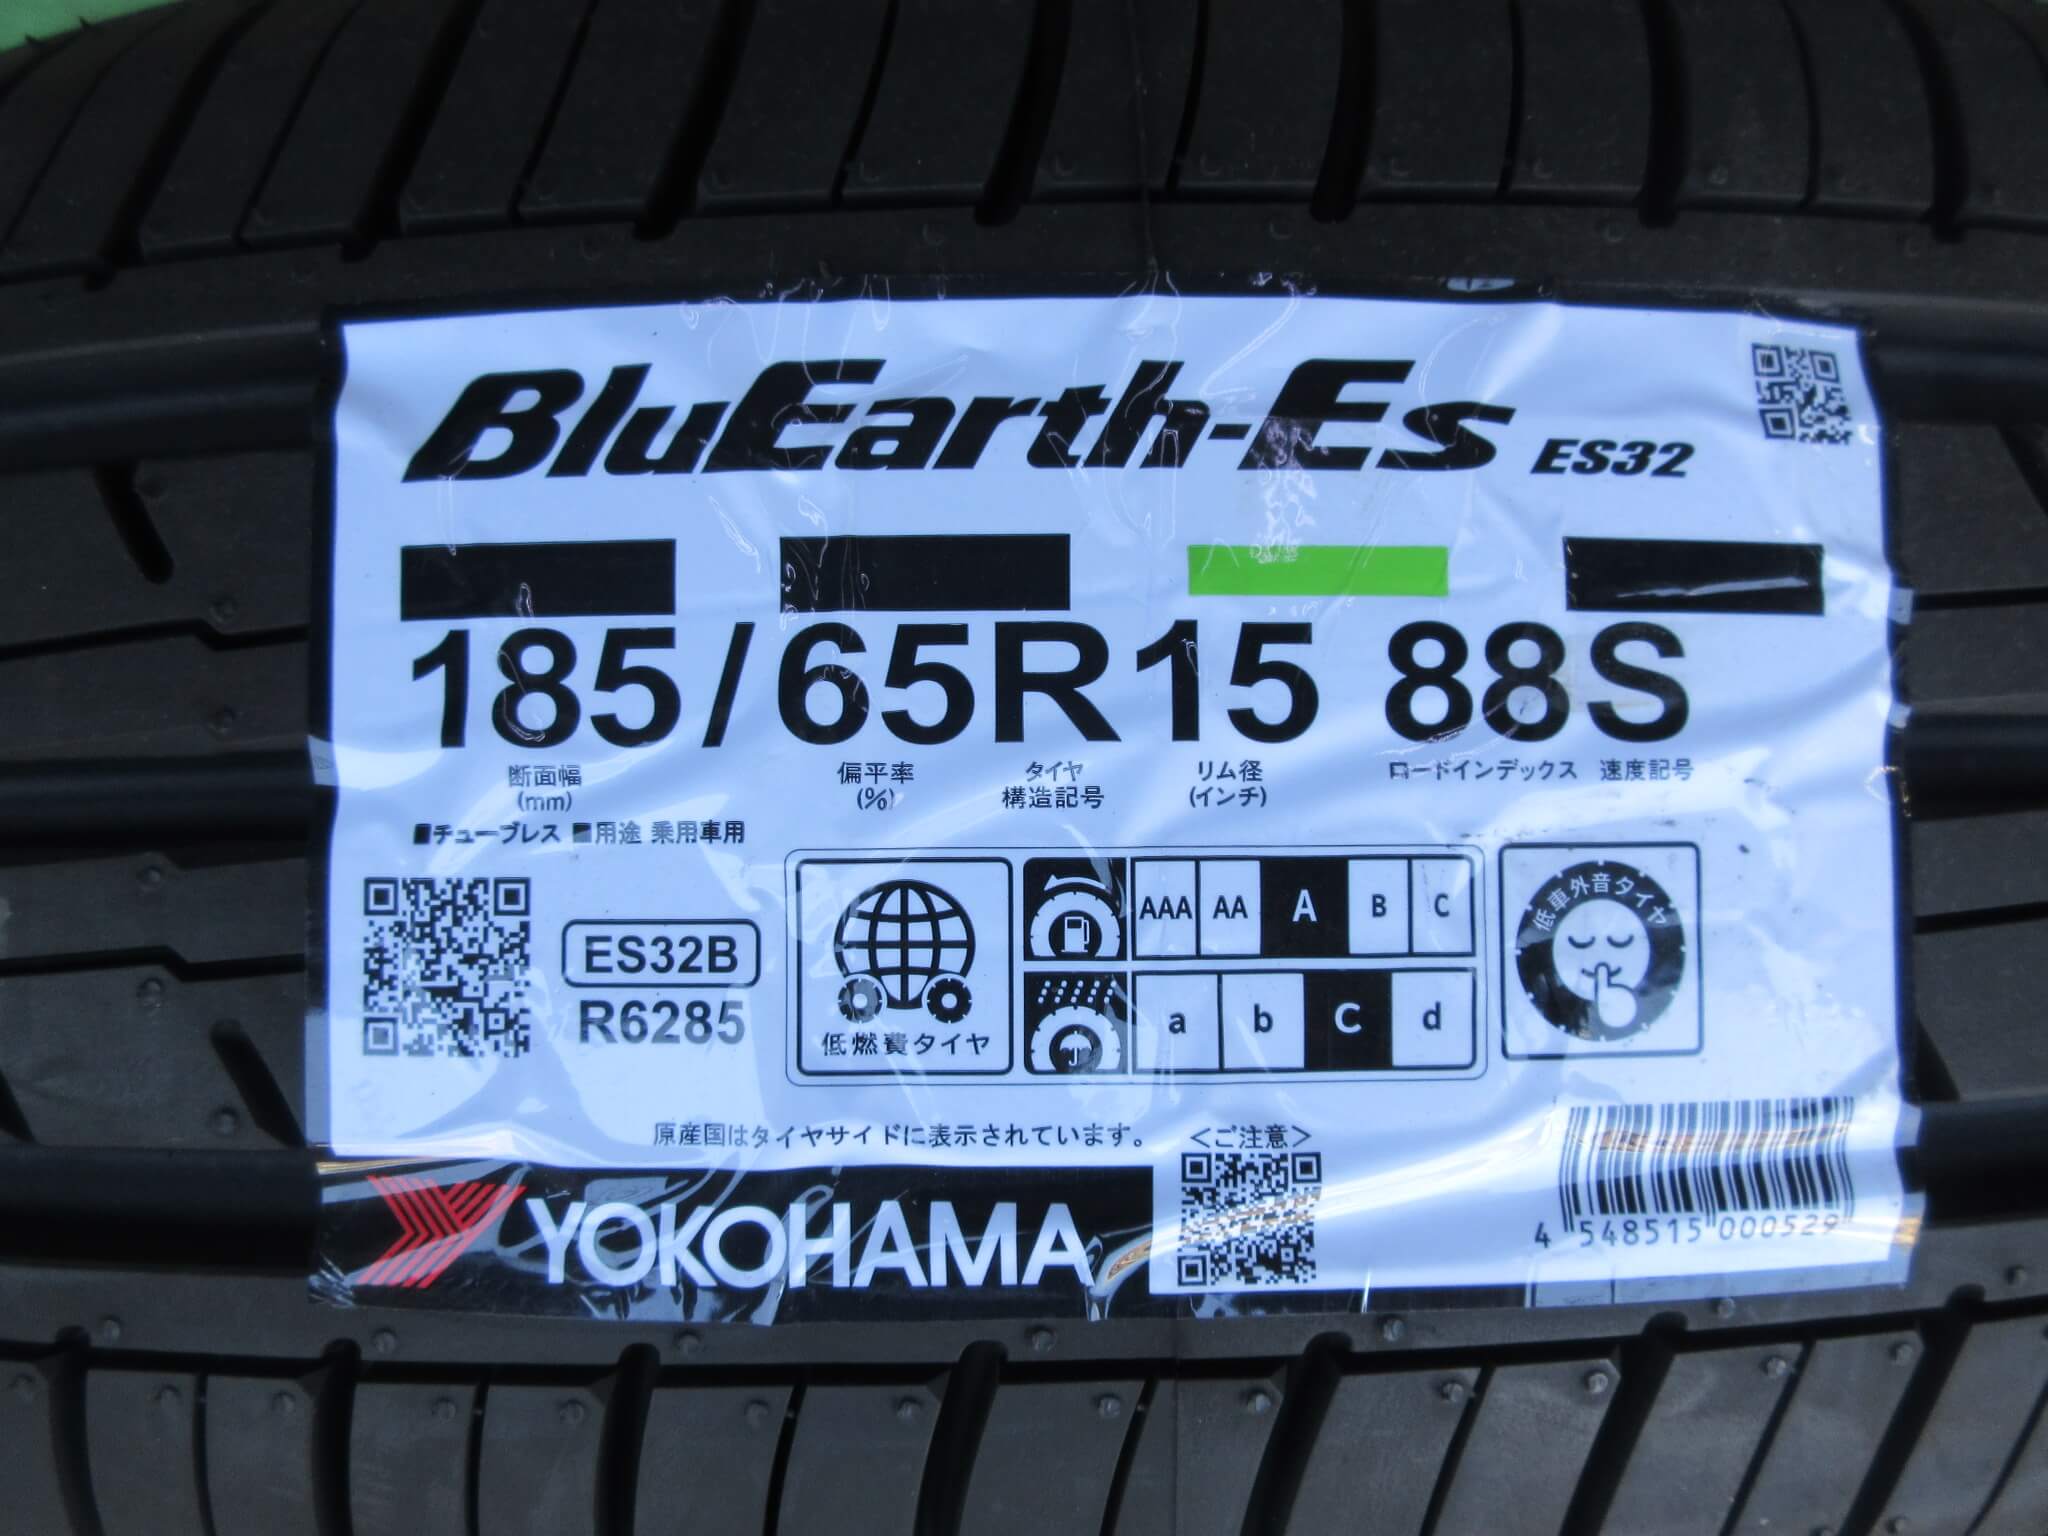 BluEarth-Es ES32
185/65R15 88S
断面幅 偏平率 タイヤ リム径 ロードインデックス 速度記号
(mm) (%) 構造記号 (インチ)
■チューブレス ■用途 乗用車用
ES32B
R6285
低燃費タイヤ
AAA AA A B C
a b c d
低車外音タイヤ
原産国はタイヤサイドに表示されています。
<ご注意>
YOKOHAMA
4 548515 000529